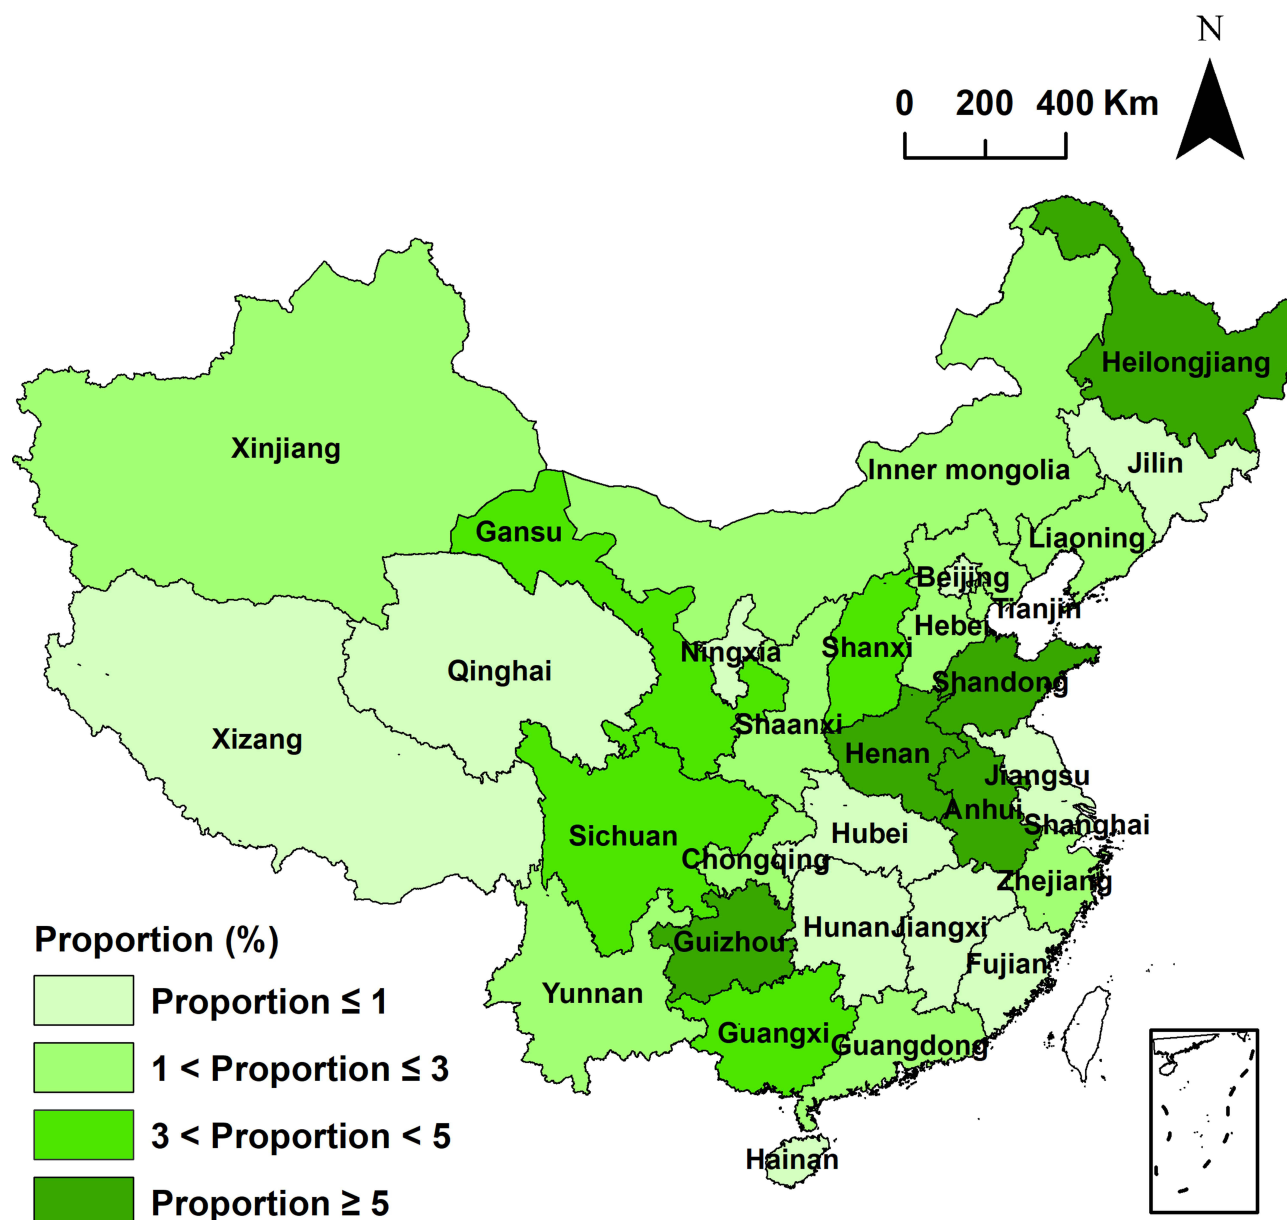 N
0 200 400 Km
Heilongjiang
Xinjiang
Inner mongolia
Jilin
Gansu
Liaoning
Beijing
Tianjin
Hebei
Ningxia
Shanxi
Qinghai
Shandong
Xizang
Shaanxi
Henan
Jiangsu
Anhui
Shanghai
Sichuan
Hubei
Chongqing
Zhejiang
Guizhou
Hunan
Jiangxi
Fujian
Yunnan
Guangxi
Guangdong
Hainan
Proportion (%)
Proportion ≤ 1
1 < Proportion ≤ 3
3 < Proportion < 5
Proportion ≥ 5